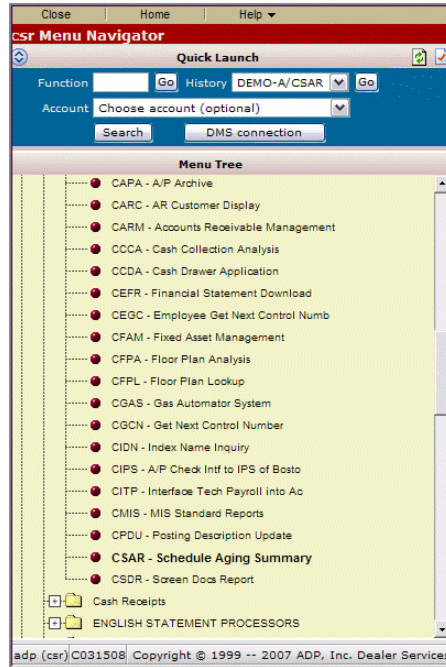 Close Home Help
csr Menu Navigator
Quick Launch
Function Go History DEMO-A/CSAR Go
Account Choose account (optional)
Search DMS connection
Menu Tree
CAPA - A/P Archive
CARC - AR Customer Display
CARM - Accounts Receivable Management
CCCA - Cash Collection Analysis
CCDA - Cash Drawer Application
CEFR - Financial Statement Download
CEGC - Employee Get Next Control Numb
CFAM - Fixed Asset Management
CFPA - Floor Plan Analysis
CFPL - Floor Plan Lookup
CGAS - Gas Automator System
CGCN - Get Next Control Number
CIDN - Index Name Inquiry
CIPS - A/P Check Intf to IPS of Bosto
CITP - Interface Tech Payroll into Ac
CMIS - MIS Standard Reports
CPDU - Posting Description Update
CSAR - Schedule Aging Summary
CSDR - Screen Docs Report
Cash Receipts
ENGLISH STATEMENT PROCESSORS
adp (csr) C031508 Copyright © 1999 -- 2007 ADP, Inc. Dealer Service